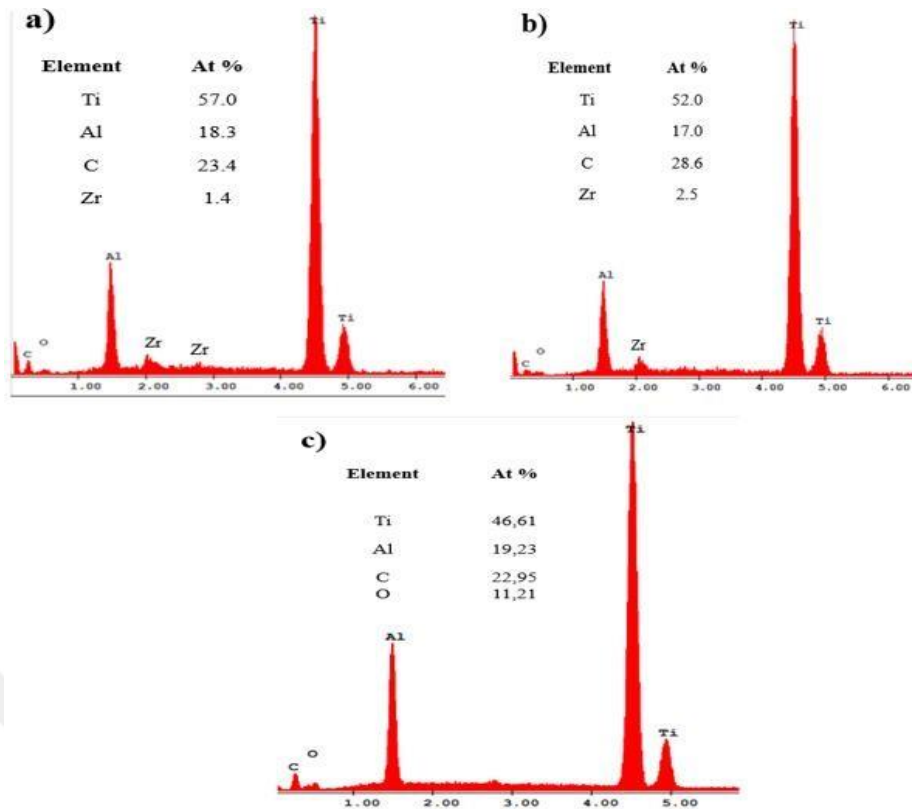 a)
Ti
Element At %
Ti 57.0
Al 18.3
C 23.4
Zr 1.4
Al
O
Zr Zr
C
Ti
1.00 2.00 3.00 4.00 5.00 6.00
b)
Ti
Element At %
Ti 52.0
Al 17.0
C 28.6
Zr 2.5
Al
Zr
O
C
Ti
1.00 2.00 3.00 4.00 5.00 6.00
c)
Ti
Element At %
Ti 46,61
Al 19,23
C 22,95
O 11,21
Al
O
C
Ti
1.00 2.00 3.00 4.00 5.00